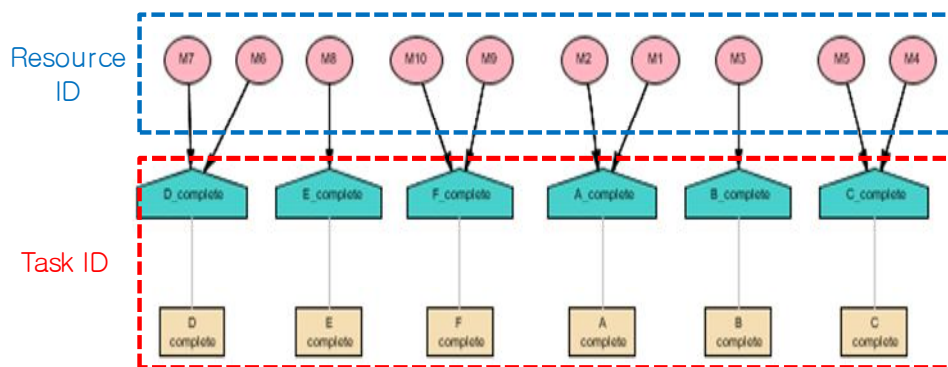 Resource
ID
M7 M6 M8 M10 M9 M2 M1 M3 M5 M4
D_complete E_complete F_complete A_complete B_complete C_complete
Task ID
D E F A B C
complete complete complete complete complete complete